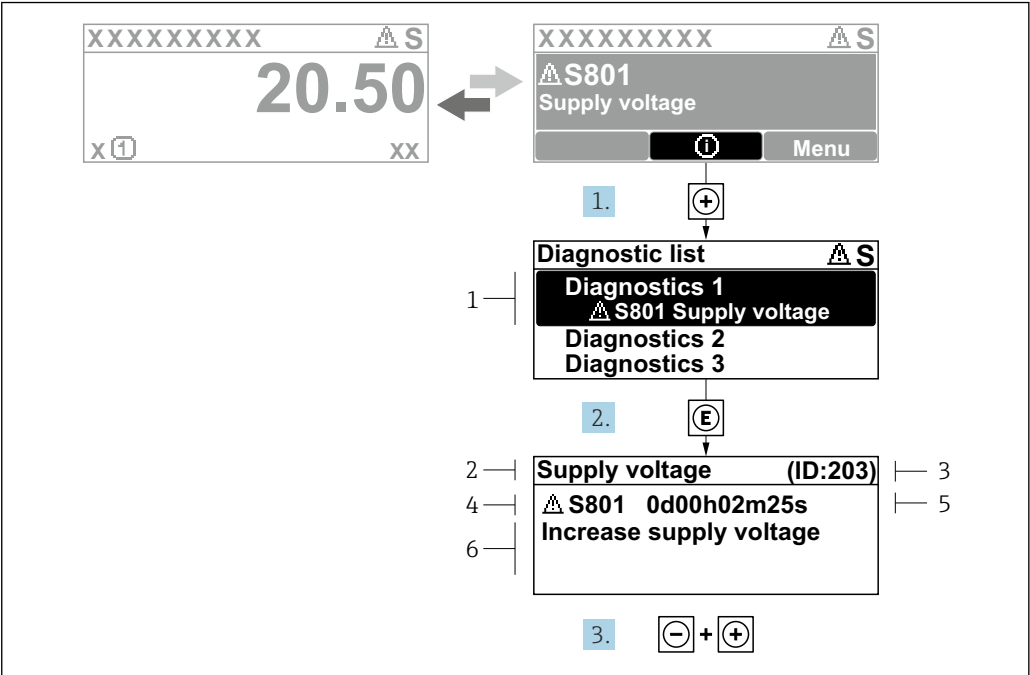 XXXXXXXXX ⚠ S
20.50
X 1 XX
XXXXXXXXX ⚠ S
⚠ S801
Supply voltage
i Menu
1. +
Diagnostic list ⚠ S
1
Diagnostics 1
⚠ S801 Supply voltage
Diagnostics 2
Diagnostics 3
2. E
2 Supply voltage (ID:203) 3
4 ⚠ S801 0d00h02m25s 5
6 Increase supply voltage
3. - + +